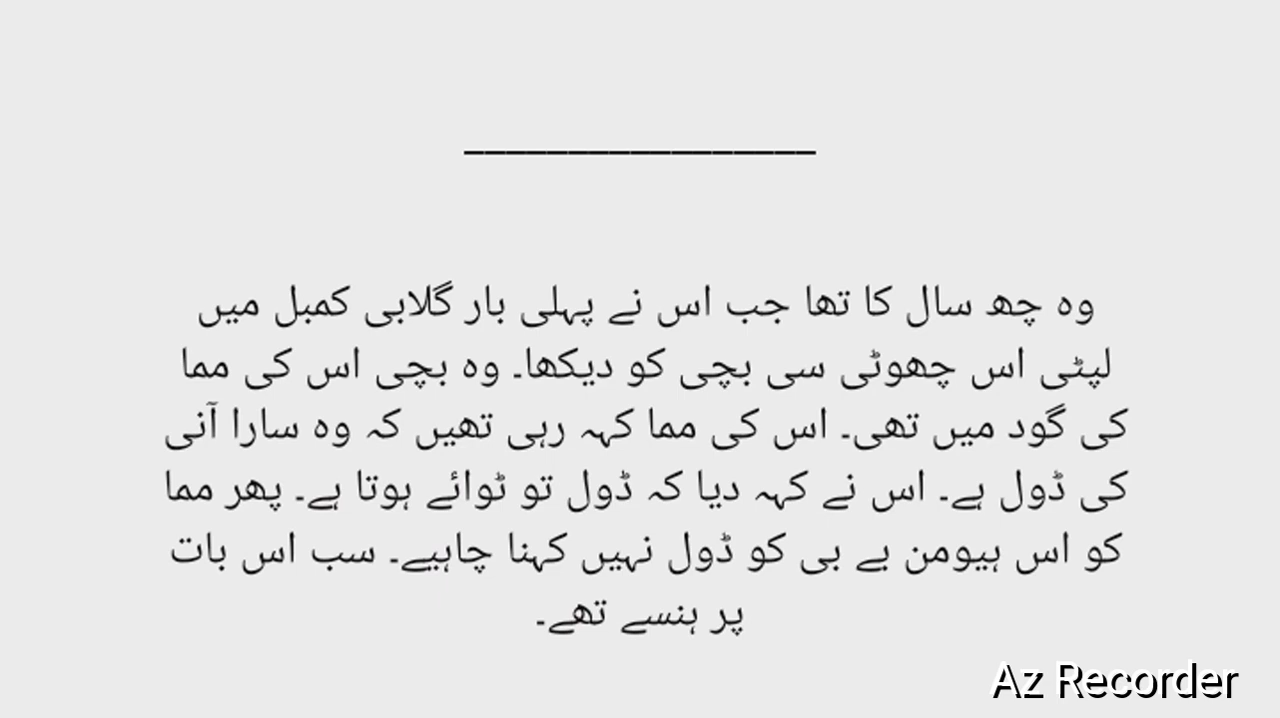 _________________
وہ چھ سال کا تھا جب اس نے پہلی بار گلابی کمبل میں
لپٹی اس چھوٹی سی بچی کو دیکھا۔ وہ بچی اس کی مما
کی گود میں تھی۔ اس کی مما کہہ رہی تھیں کہ وہ سارا آنی
کی ڈول ہے۔ اس نے کہہ دیا کہ ڈول تو ٹوائے ہوتا ہے۔ پھر مما
کو اس ہیومن بے بی کو ڈول نہیں کہنا چاہیے۔ سب اس بات
پر ہنسے تھے۔
Az Recorder